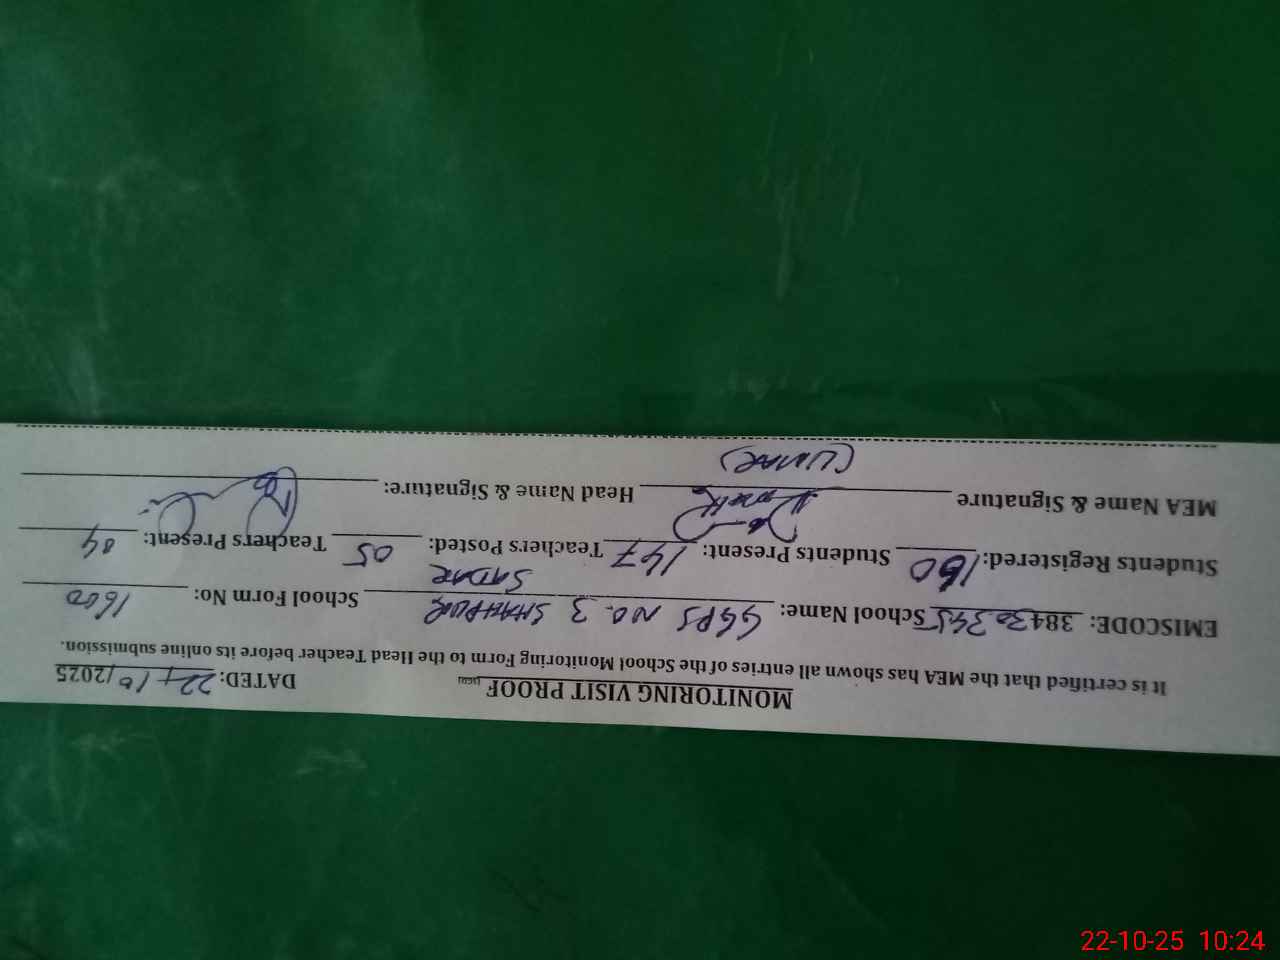 MONITORING VISIT PROOF
DATED: 22/10/2025
It is certified that the MEA has shown all entries of the School Monitoring Form to the Head Teacher before its online submission.
EMISCODE: 38430345 School Name: GGPS NO. 3 SHAHPUR SADAR School Form No: 1600
Students Registered: 160 Students Present: 147 Teachers Posted: 05 Teachers Present: 04
MEA Name & Signature Head Name & Signature:
(UMAR)
22-10-25 10:24